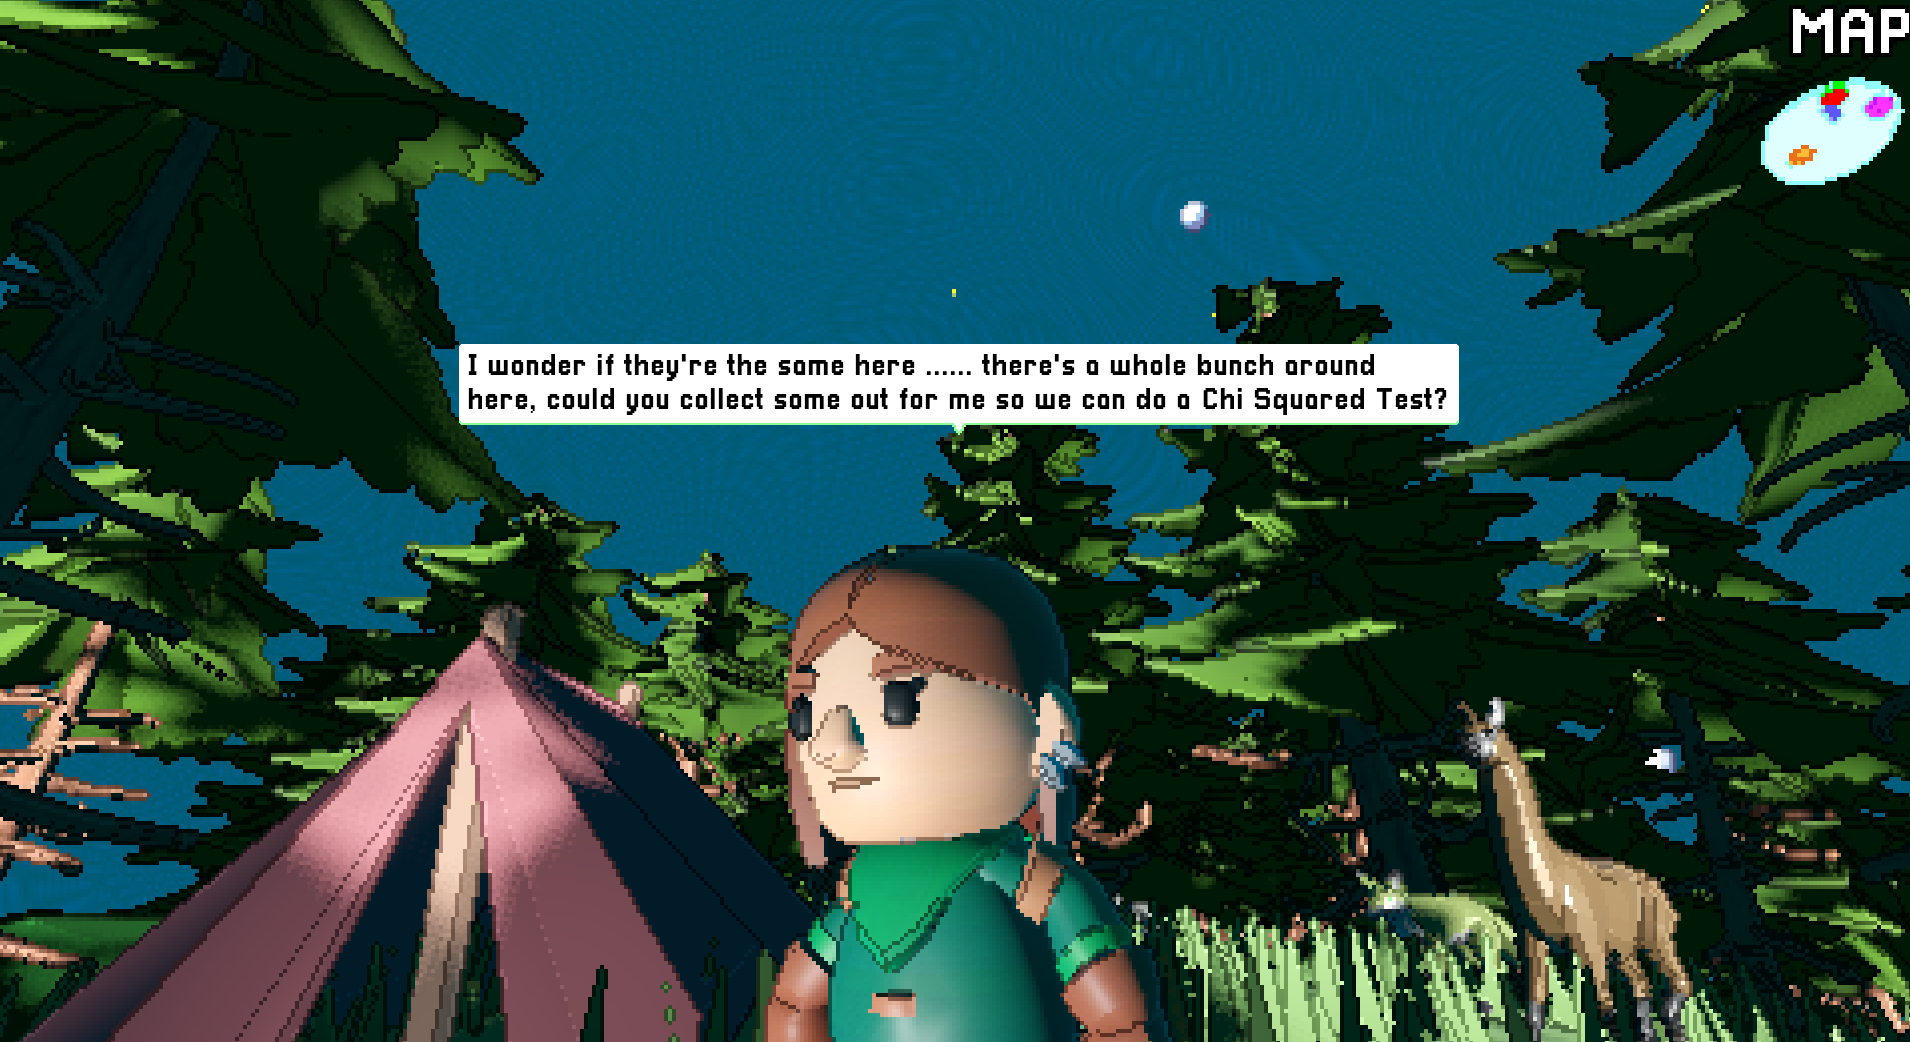 MAP
I wonder if they're the same here ...... there's a whole bunch around
here, could you collect some out for me so we can do a Chi Squared Test?